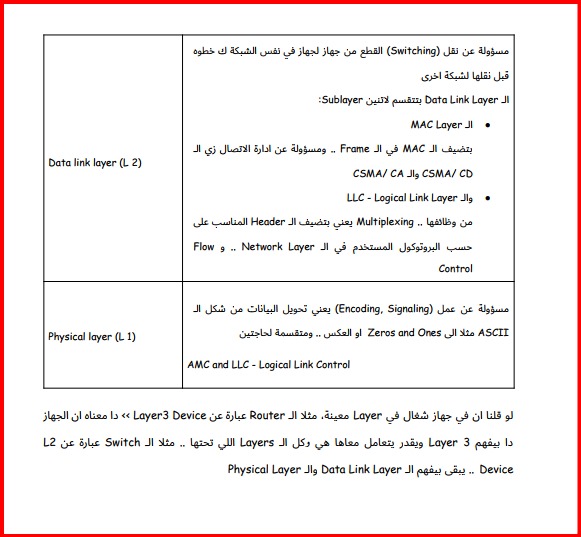 مسؤولة عن نقل (Switching) القطع من جهاز لجهاز في نفس الشبكة ك خطوه
قبل نقلها لشبكة اخرى
الـ Data Link Layer بتتقسم لاتنين Sublayer:
● الـ MAC Layer
بتضيف الـ MAC في الـ Frame .. ومسؤولة عن ادارة الاتصال زي الـ
CSMA/ CD والـ CSMA/ CA
● والـ LLC - Logical Link Layer
من وظائفها .. Multiplexing يعني بتضيف الـ Header المناسب على
حسب البروتوكول المستخدم في الـ Network Layer .. و Flow
Control
Data link layer (L 2)
مسؤولة عن عمل (Encoding, Signaling) يعني تحويل البيانات من شكل الـ
ASCII مثلا الى Zeros and Ones او العكس .. ومتقسمة لحاجتين
AMC and LLC - Logical Link Control
Physical layer (L 1)
لو قلنا ان في جهاز شغال في Layer معينة، مثلا الـ Router عبارة عن Layer3 Device >> دا معناه ان الجهاز
دا بيفهم Layer 3 ويقدر يتعامل معاها هي وكل الـ Layers اللي تحتها .. مثلا الـ Switch عبارة عن L2
Device .. يبقى بيفهم الـ Data Link Layer والـ Physical Layer